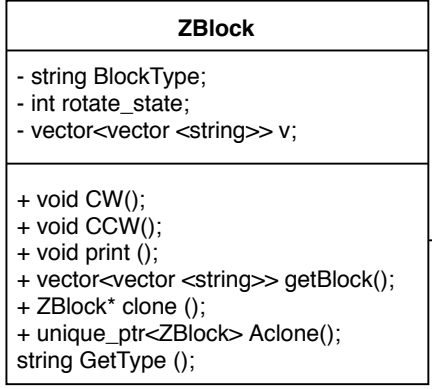 ZBlock
- string BlockType;
- int rotate_state;
- vector<vector <string>> v;
+ void CW();
+ void CCW();
+ void print ();
+ vector<vector <string>> getBlock();
+ ZBlock* clone ();
+ unique_ptr<ZBlock> Aclone();
string GetType ();